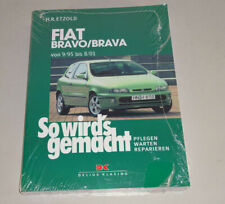 H.R. ETZOLD
FIAT
BRAVO/BRAVA
von 9/95 bis 8/01
So wird's
gemacht
PFLEGEN
WARTEN
REPARIEREN
DELIUS KLASING